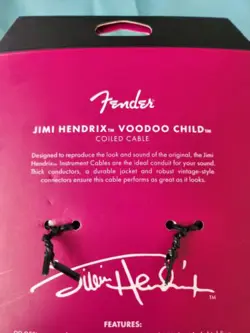 Fender
JIMI HENDRIX™ VOODOO CHILD™
COILED CABLE
Designed to reproduce the look and sound of the original, the Jimi
Hendrix™ Instrument Cables are the ideal conduit for your sound.
Thick conductors, a durable jacket and robust vintage-style
connectors ensure this cable performs as great as it looks.
Jimi Hendrix™
FEATURES: